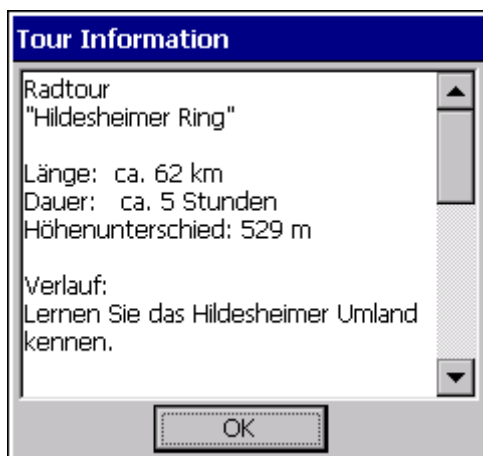 Tour Information
Radtour
"Hildesheimer Ring"
Länge: ca. 62 km
Dauer: ca. 5 Stunden
Höhenunterschied: 529 m
Verlauf:
Lernen Sie das Hildesheimer Umland
kennen.
OK